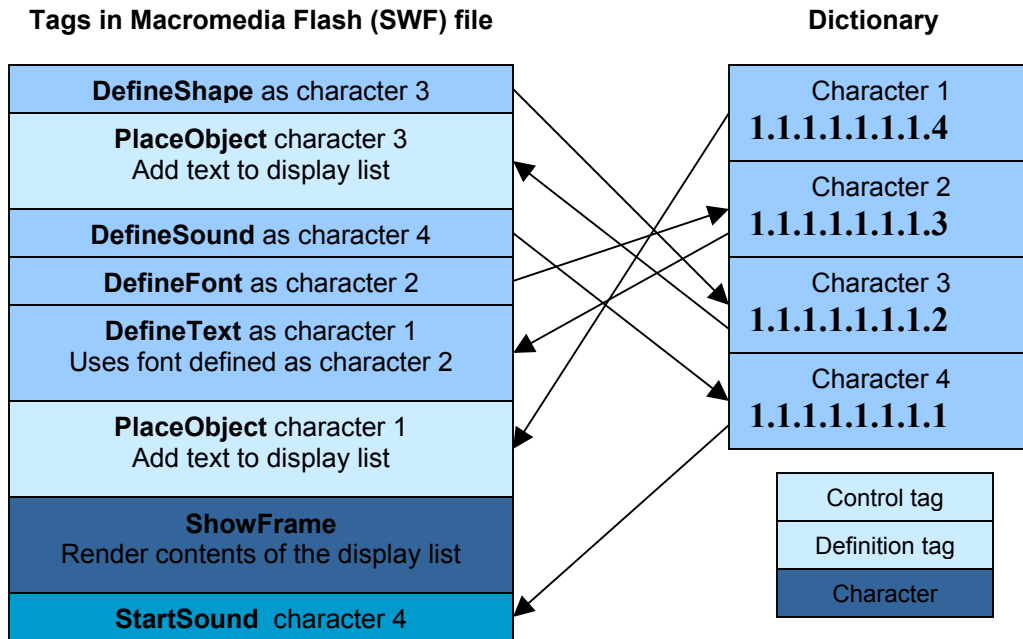 Tags in Macromedia Flash (SWF) file
DefineShape as character 3
PlaceObject character 3
Add text to display list
DefineSound as character 4
DefineFont as character 2
DefineText as character 1
Uses font defined as character 2
PlaceObject character 1
Add text to display list
ShowFrame
Render contents of the display list
StartSound character 4
Dictionary
Character 1
1.1.1.1.1.1.1.4
Character 2
1.1.1.1.1.1.1.3
Character 3
1.1.1.1.1.1.1.2
Character 4
1.1.1.1.1.1.1.1
Control tag
Definition tag
Character